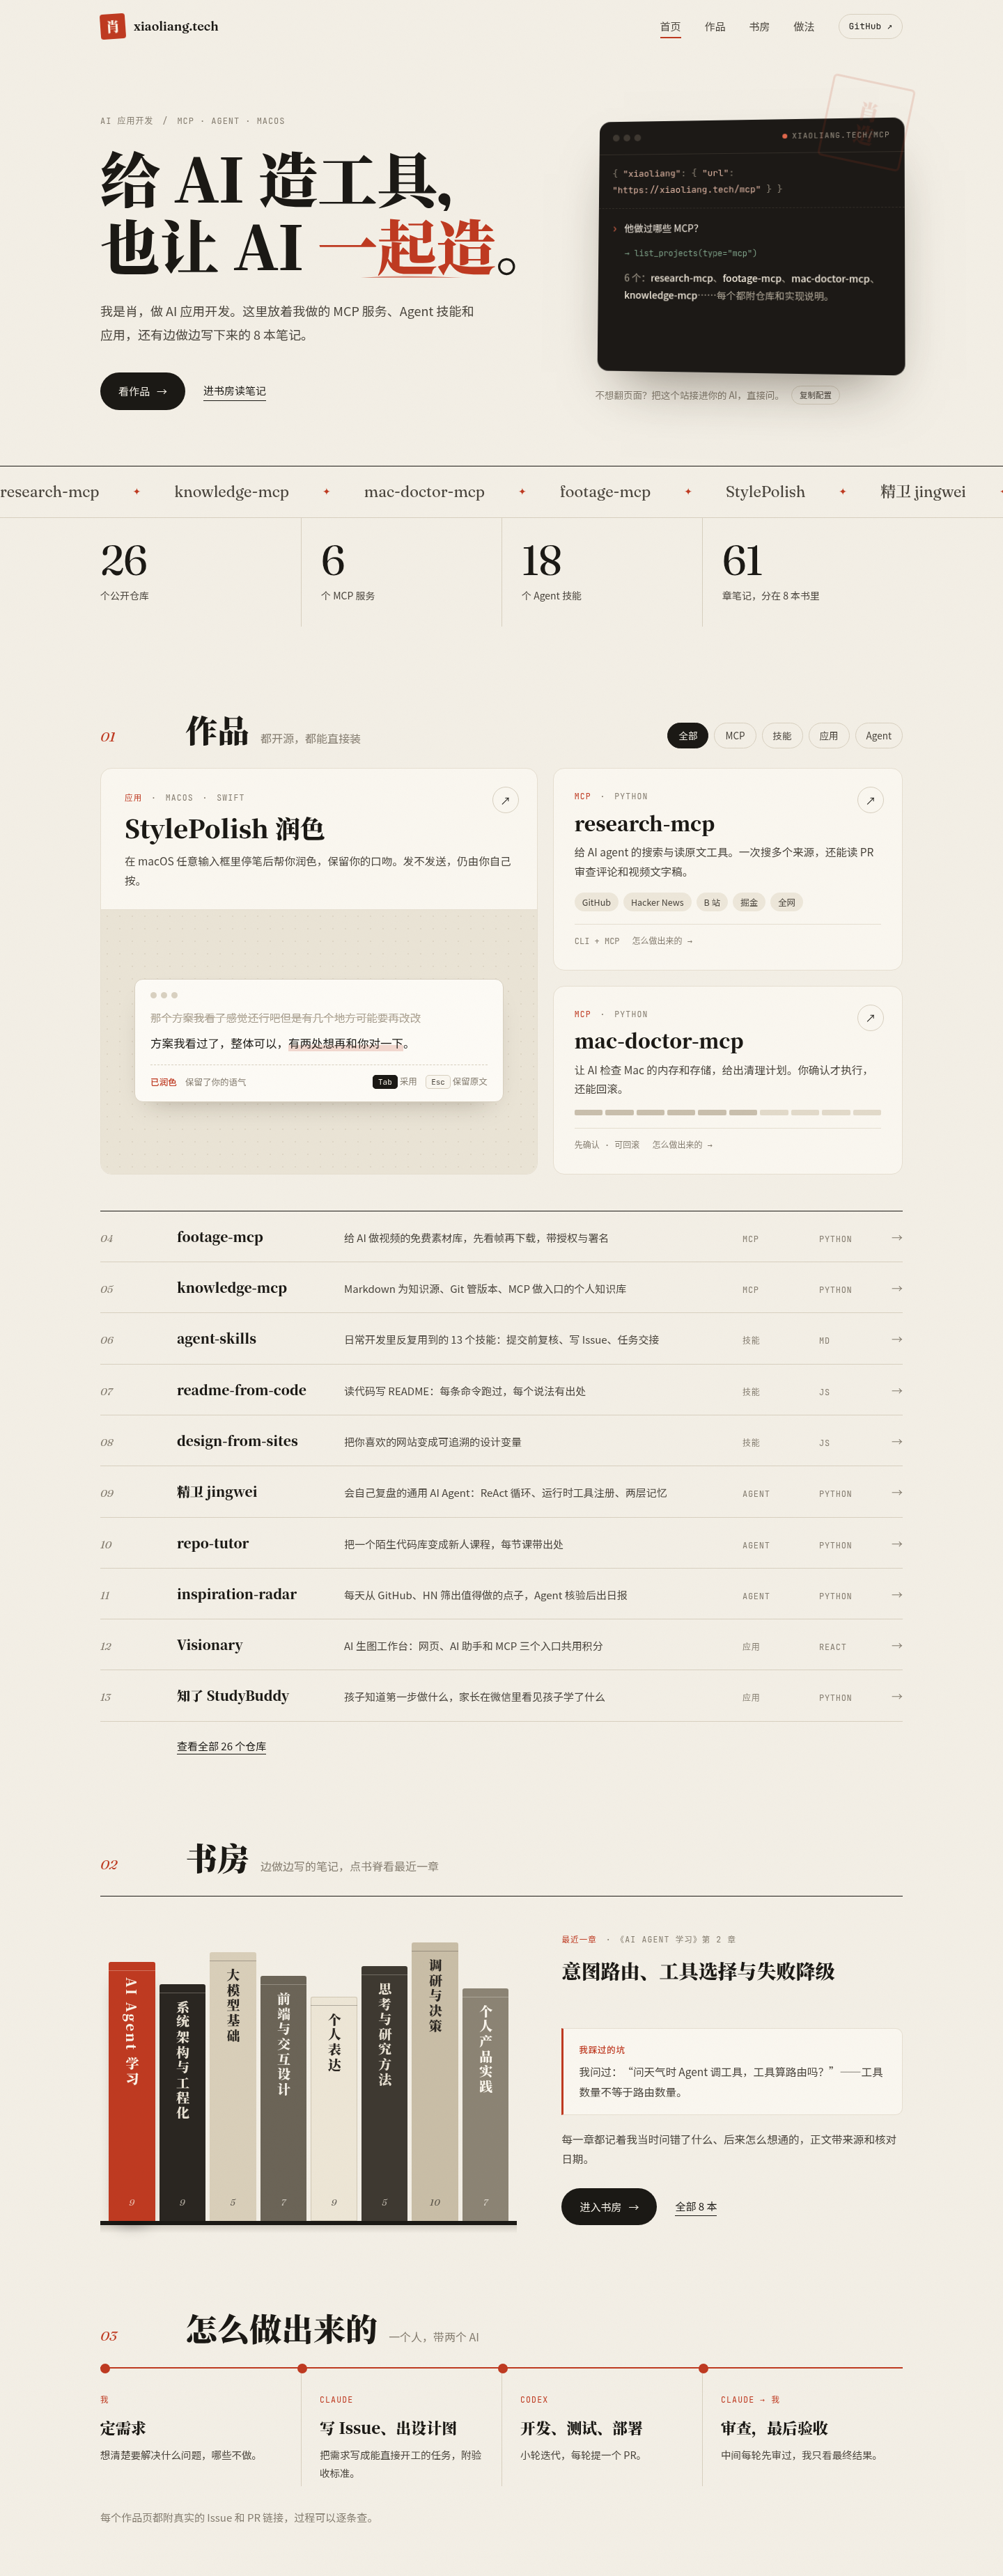 肖 xiaoliang.tech
首页 作品 书房 做法 GitHub ↗
AI 应用开发 / MCP · AGENT · MACOS
给 AI 造工具，
也让 AI 一起造。
我是肖，做 AI 应用开发。这里放着我做的 MCP 服务、Agent 技能和
应用，还有边做边写下来的 8 本笔记。
看作品 →
进书房读笔记
肖
XIAOLIANG.TECH/MCP
{ "xiaoliang": { "url":
"https://xiaoliang.tech/mcp" } }
› 他做过哪些 MCP?
→ list_projects(type="mcp")
6 个：research-mcp、footage-mcp、mac-doctor-mcp、
knowledge-mcp……每个都附仓库和实现说明。
不想翻页面？把这个站接进你的 AI，直接问。 复制配置
research-mcp ✦ knowledge-mcp ✦ mac-doctor-mcp ✦ footage-mcp ✦ StylePolish ✦ 精卫 jingwei
26
个公开仓库
6
个 MCP 服务
18
个 Agent 技能
61
章笔记，分在 8 本书里
01 作品 都开源，都能直接装
全部 MCP 技能 应用 Agent
应用 · MACOS · SWIFT
↗
StylePolish 润色
在 macOS 任意输入框里停笔后帮你润色，保留你的口吻。发不发送，仍由你自己
按。
那个方案我看了感觉还行吧但是有几个地方可能要再改改
方案我看过了，整体可以，有两处想再和你对一下。
已润色 保留了你的语气 Tab 采用 Esc 保留原文
MCP · PYTHON
↗
research-mcp
给 AI agent 的搜索与读原文工具。一次搜多个来源，还能读 PR
审查评论和视频文字稿。
GitHub Hacker News B 站 掘金 全网
CLI + MCP 怎么做出来的 →
MCP · PYTHON
↗
mac-doctor-mcp
让 AI 检查 Mac 的内存和存储，给出清理计划。你确认才执行，
还能回滚。
先确认 · 可回滚 怎么做出来的 →
04 footage-mcp 给 AI 做视频的免费素材库，先看帧再下载，带授权与署名 MCP PYTHON →
05 knowledge-mcp Markdown 为知识源、Git 管版本、MCP 做入口的个人知识库 MCP PYTHON →
06 agent-skills 日常开发里反复用到的 13 个技能：提交前复核、写 Issue、任务交接 技能 MD →
07 readme-from-code 读代码写 README：每条命令跑过，每个说法有出处 技能 JS →
08 design-from-sites 把你喜欢的网站变成可追溯的设计变量 技能 JS →
09 精卫 jingwei 会自己复盘的通用 AI Agent：ReAct 循环、运行时工具注册、两层记忆 AGENT PYTHON →
10 repo-tutor 把一个陌生代码库变成新人课程，每节课带出处 AGENT PYTHON →
11 inspiration-radar 每天从 GitHub、HN 筛出值得做的点子，Agent 核验后出日报 AGENT PYTHON →
12 Visionary AI 生图工作台：网页、AI 助手和 MCP 三个入口共用积分 应用 REACT →
13 知了 StudyBuddy 孩子知道第一步做什么，家长在微信里看见孩子学了什么 应用 PYTHON →
查看全部 26 个仓库
02 书房 边做边写的笔记，点书脊看最近一章
AI Agent 学习 9
系统架构与工程化 9
大模型基础 5
前端与交互设计 7
个人表达 9
思考与研究方法 5
调研与决策 10
个人产品实践 7
最近一章 · 《AI AGENT 学习》第 2 章
意图路由、工具选择与失败降级
我踩过的坑
我问过：“问天气时 Agent 调工具，工具算路由吗？”——工具
数量不等于路由数量。
每一章都记着我当时问错了什么、后来怎么想通的，正文带来源和核对
日期。
进入书房 →
全部 8 本
03 怎么做出来的 一个人，带两个 AI
我
定需求
想清楚要解决什么问题，哪些不做。
CLAUDE
写 Issue、出设计图
把需求写成能直接开工的任务，附验
收标准。
CODEX
开发、测试、部署
小轮迭代，每轮提一个 PR。
CLAUDE → 我
审查，最后验收
中间每轮先审过，我只看最终结果。
每个作品页都附真实的 Issue 和 PR 链接，过程可以逐条查。